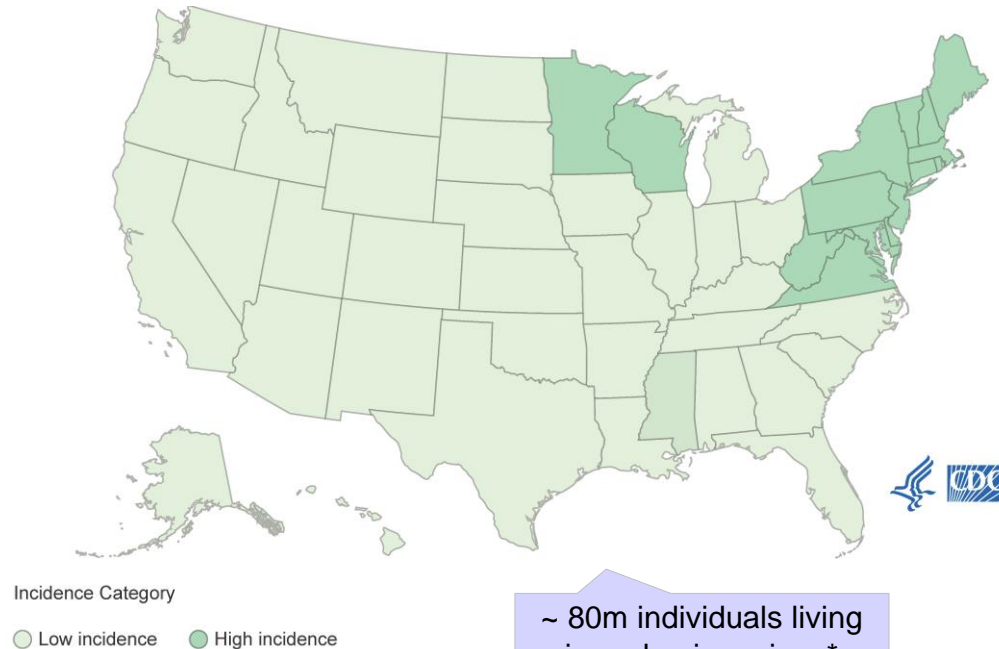 CDC
Incidence Category
Low incidence
High incidence
~ 80m individuals living